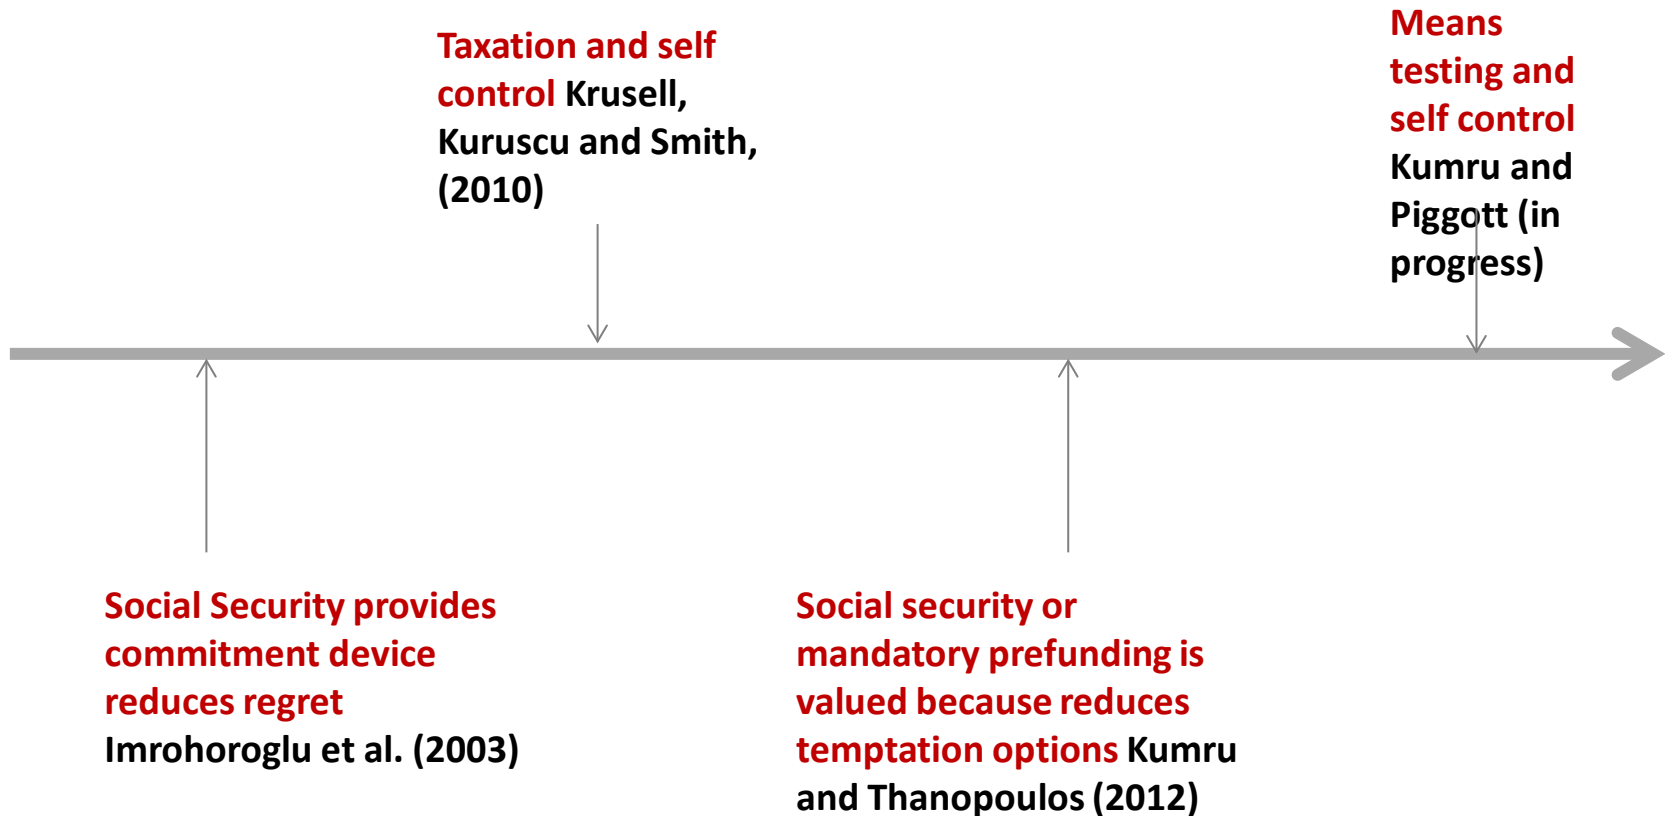 Taxation and self
control Krusell,
Kuruscu and Smith,
(2010)
Means
testing and
self control
Kumru and
Piggott (in
progress)
Social Security provides
commitment device
reduces regret
Imrohoroglu et al. (2003)
Social security or
mandatory prefunding is
valued because reduces
temptation options Kumru
and Thanopoulos (2012)